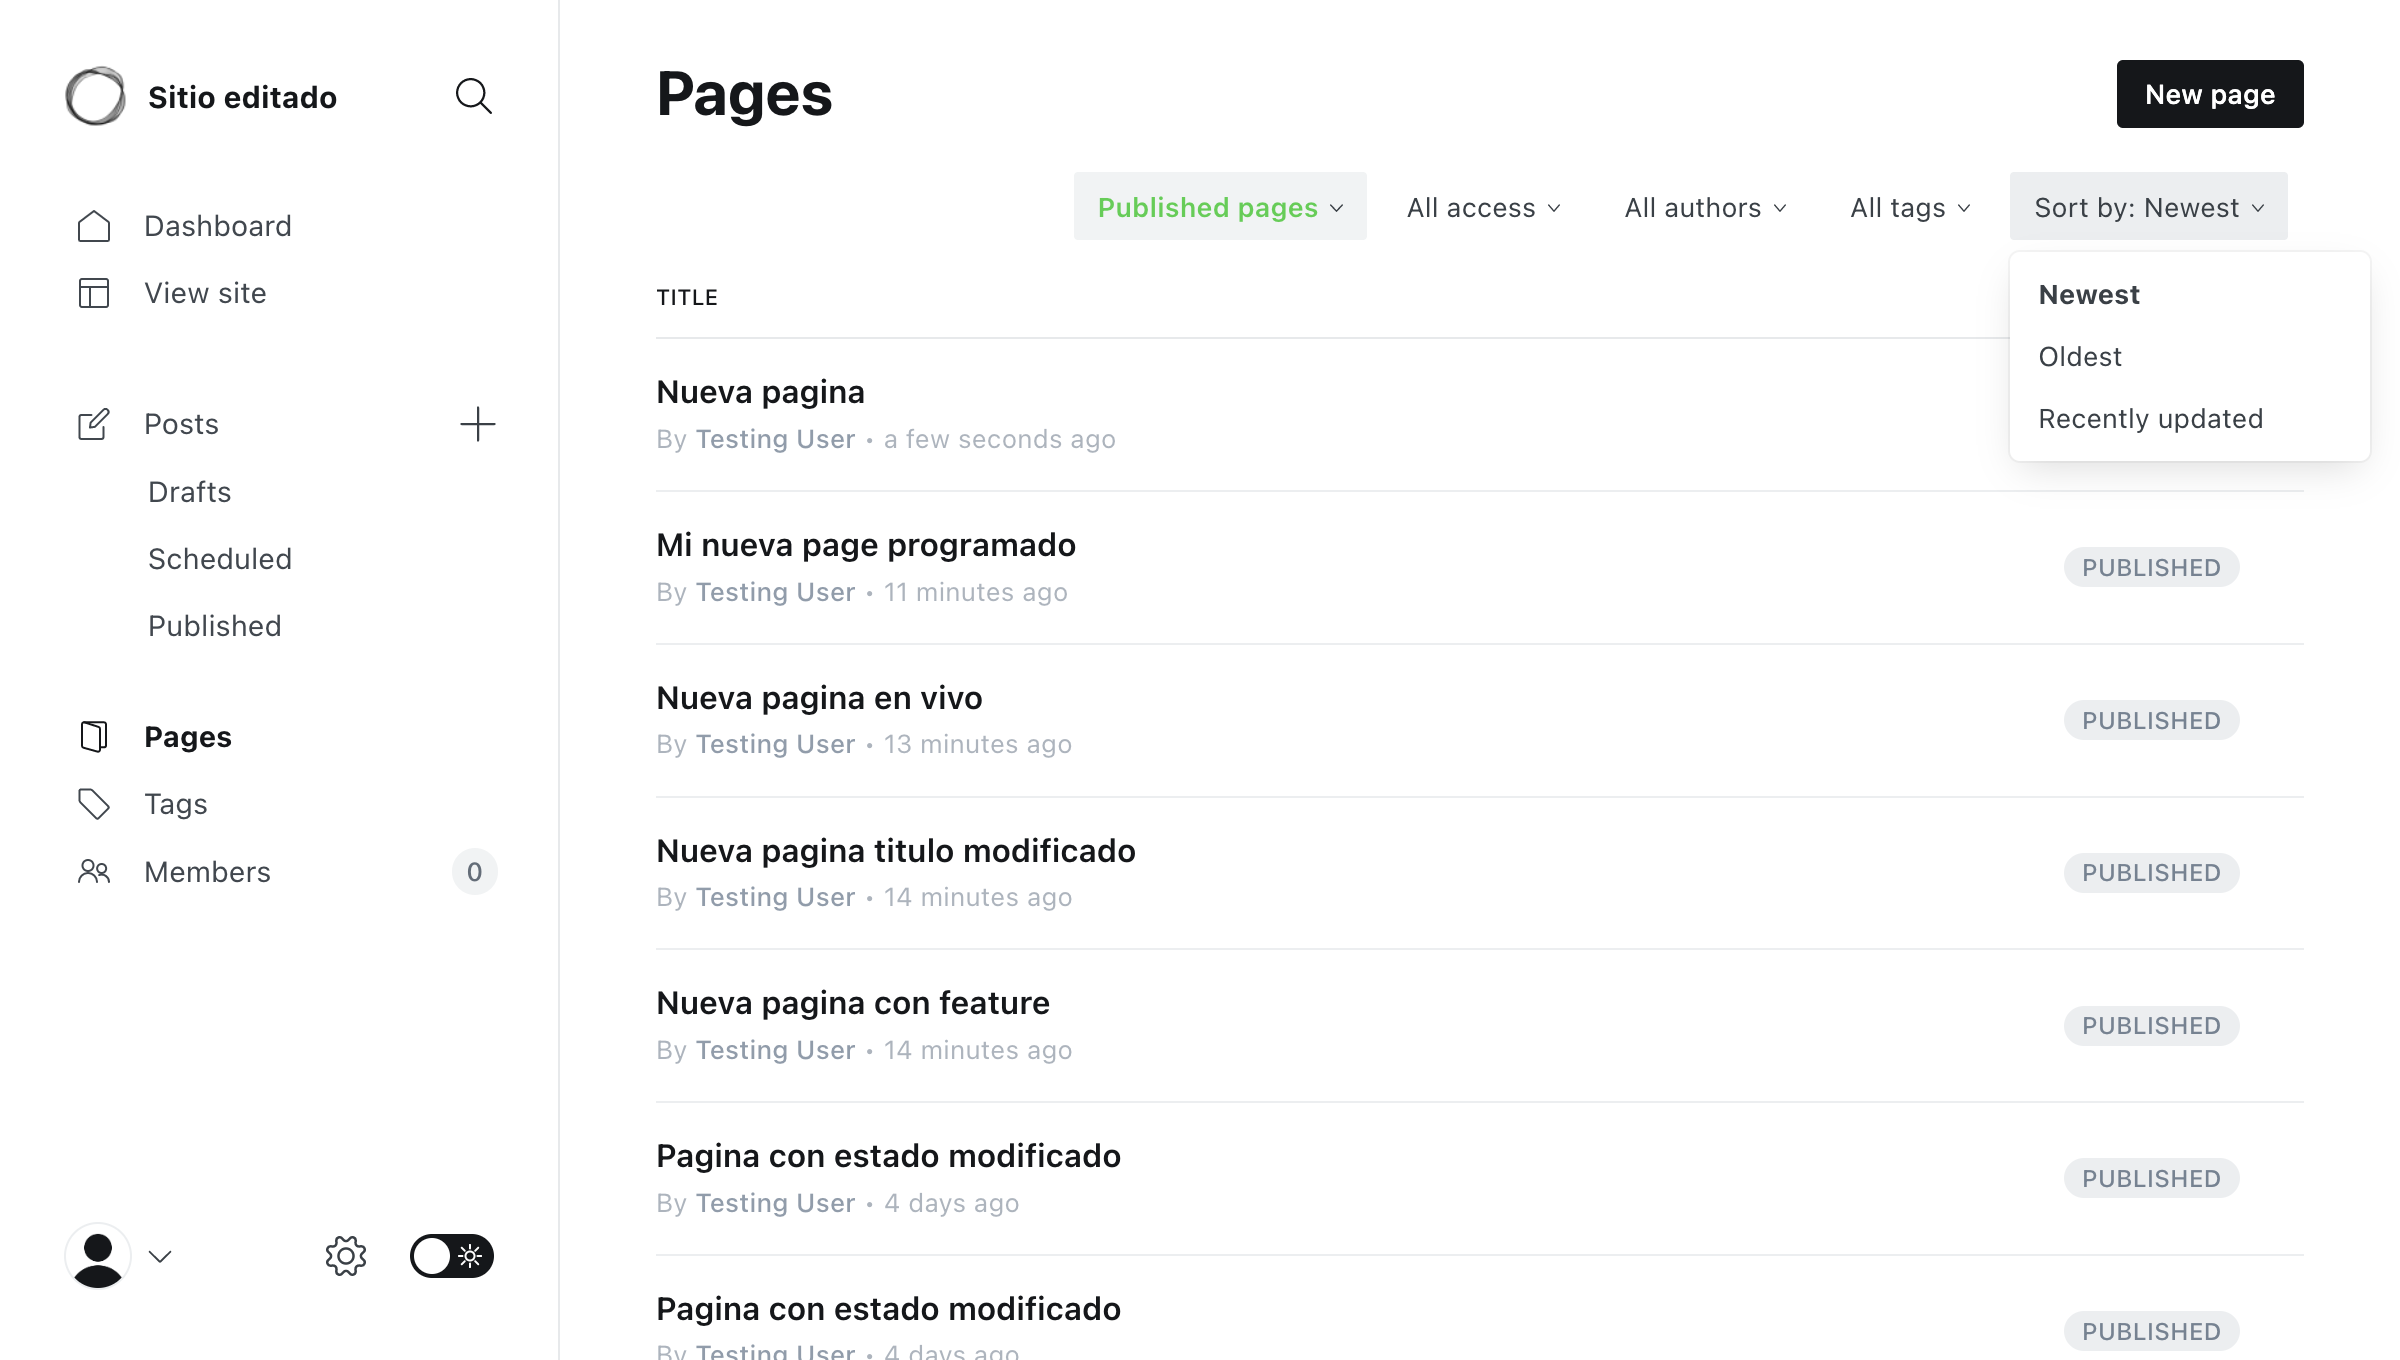 Sitio editado
Dashboard
View site
Posts
Drafts
Scheduled
Published
Pages
Tags
Members 0
Pages
New page
Published pages All access All authors All tags Sort by: Newest
Newest
Oldest
Recently updated
TITLE
Nueva pagina
By Testing User • a few seconds ago
Mi nueva page programado
By Testing User • 11 minutes ago
PUBLISHED
Nueva pagina en vivo
By Testing User • 13 minutes ago
PUBLISHED
Nueva pagina titulo modificado
By Testing User • 14 minutes ago
PUBLISHED
Nueva pagina con feature
By Testing User • 14 minutes ago
PUBLISHED
Pagina con estado modificado
By Testing User • 4 days ago
PUBLISHED
Pagina con estado modificado
By Testing User • 4 days ago
PUBLISHED